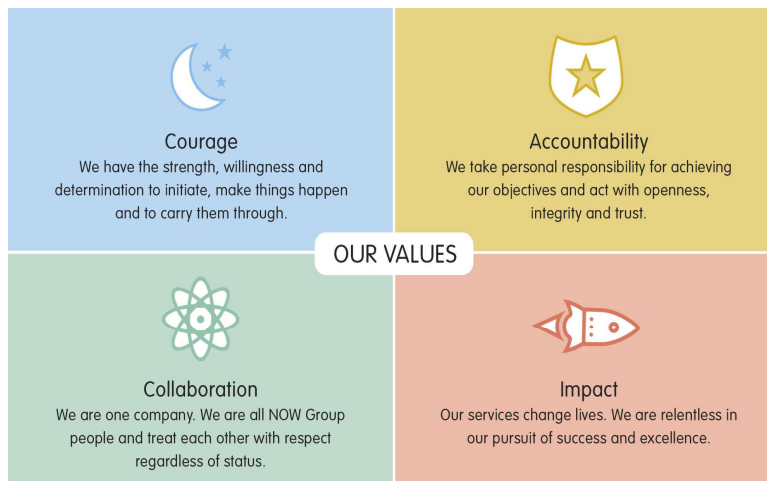 Courage
We have the strength, willingness and
determination to initiate, make things happen
and to carry them through.
Accountability
We take personal responsibility for achieving
our objectives and act with openness,
integrity and trust.
OUR VALUES
Collaboration
We are one company. We are all NOW Group
people and treat each other with respect
regardless of status.
Impact
Our services change lives. We are relentless in
our pursuit of success and excellence.